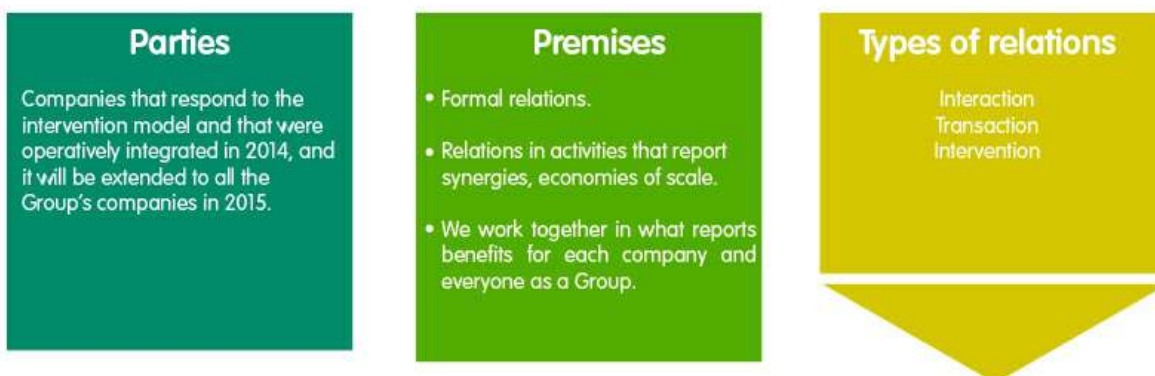 Parties
Companies that respond to the
intervention model and that were
operatively integrated in 2014, and
it will be extended to all the
Group's companies in 2015.
Premises
• Formal relations.
• Relations in activities that report
synergies, economies of scale.
• We work together in what reports
benefits for each company and
everyone as a Group.
Types of relations
Interaction
Transaction
Intervention